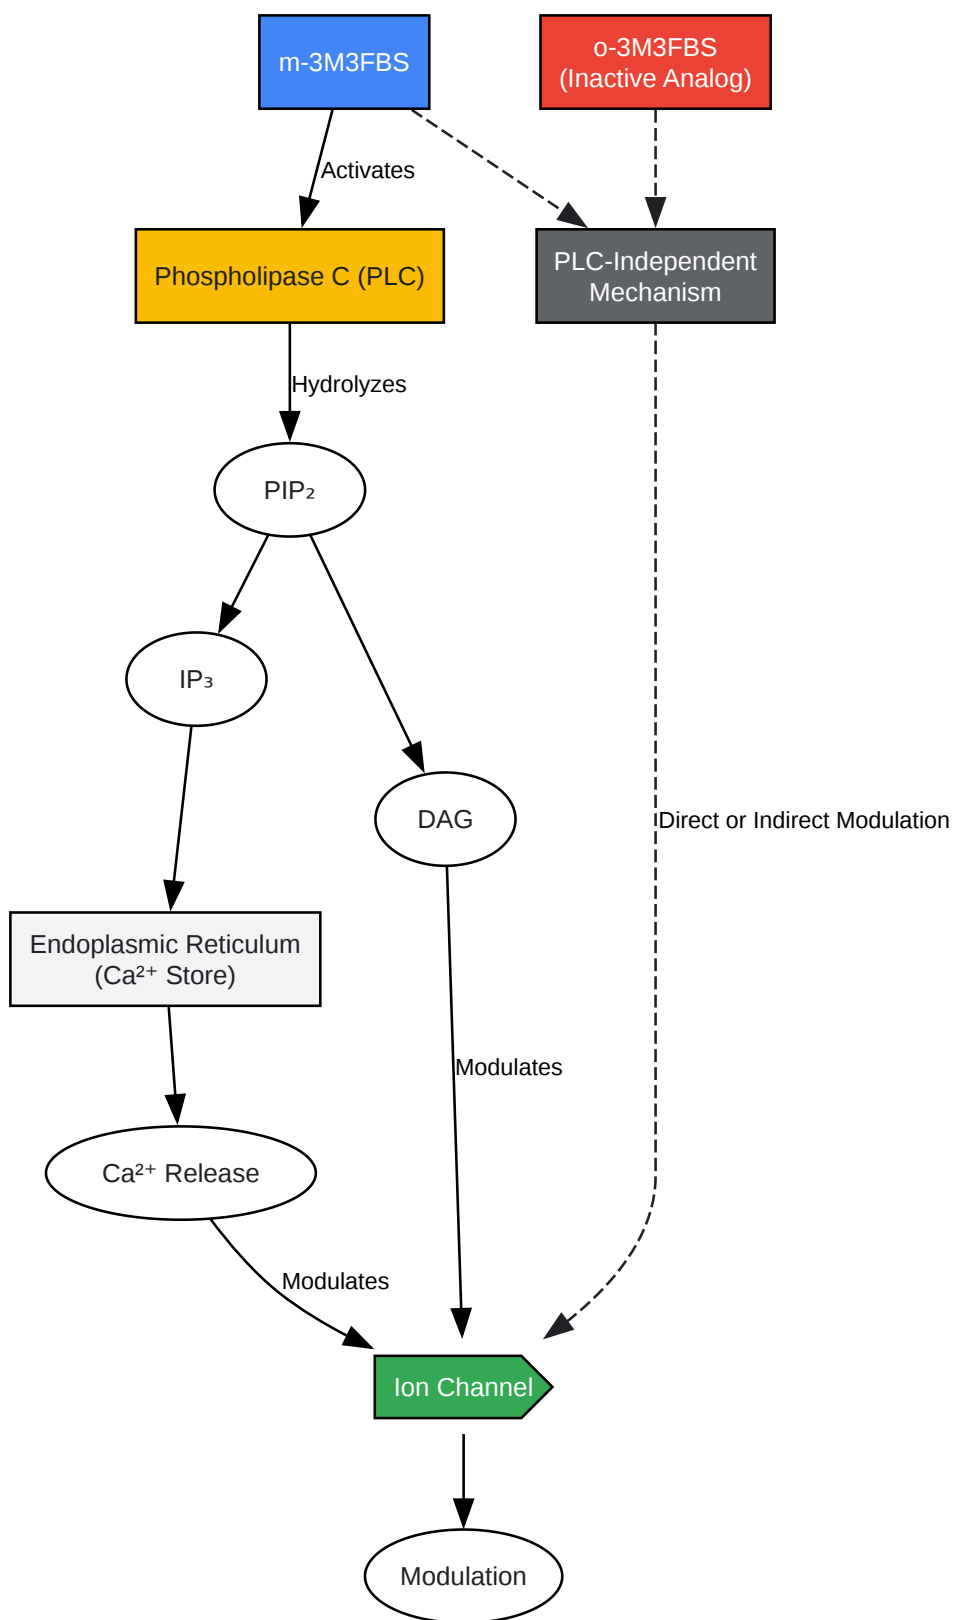 m-3M3FBS
o-3M3FBS
(Inactive Analog)
Activates
Phospholipase C (PLC)
PLC-Independent
Mechanism
Hydrolyzes
PIP₂
IP₃
DAG
Direct or Indirect Modulation
Endoplasmic Reticulum
(Ca²⁺ Store)
Modulates
Ca²⁺ Release
Modulates
Ion Channel
Modulation